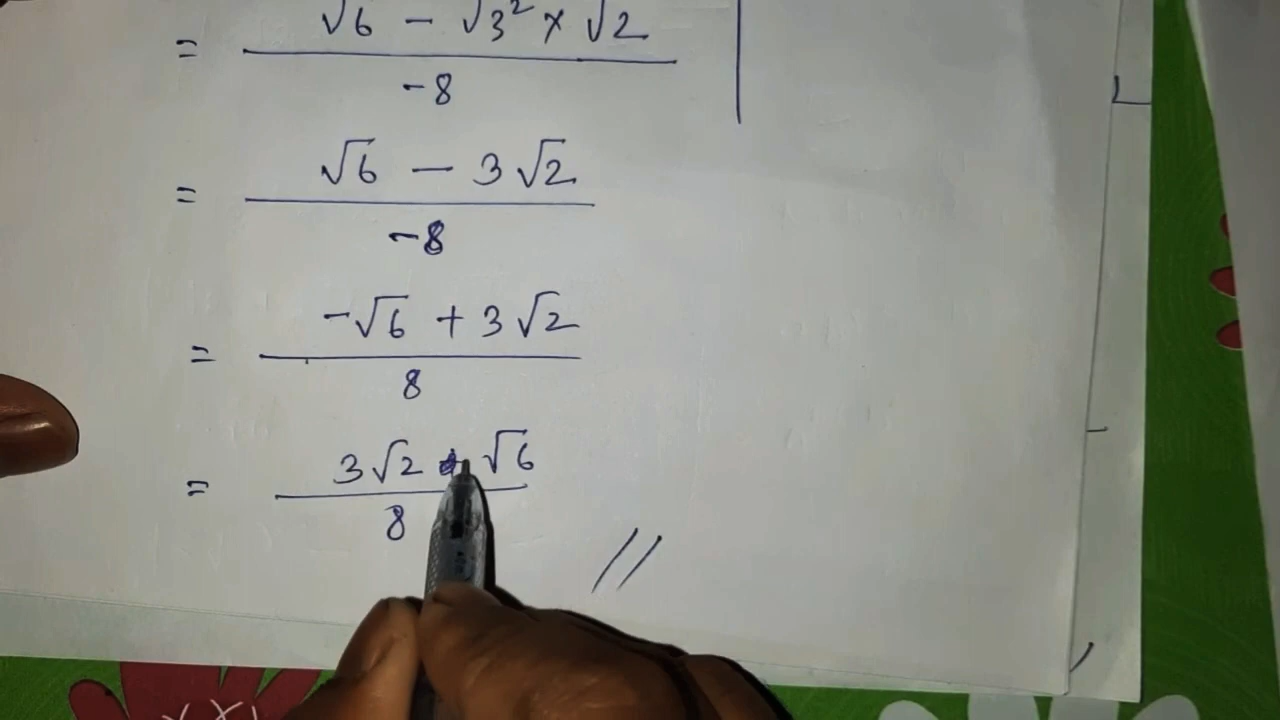 = (√6 - √3² × √2) / -8
= (√6 - 3√2) / -8
= (-√6 + 3√2) / 8
= (3√2 √6) / 8 //